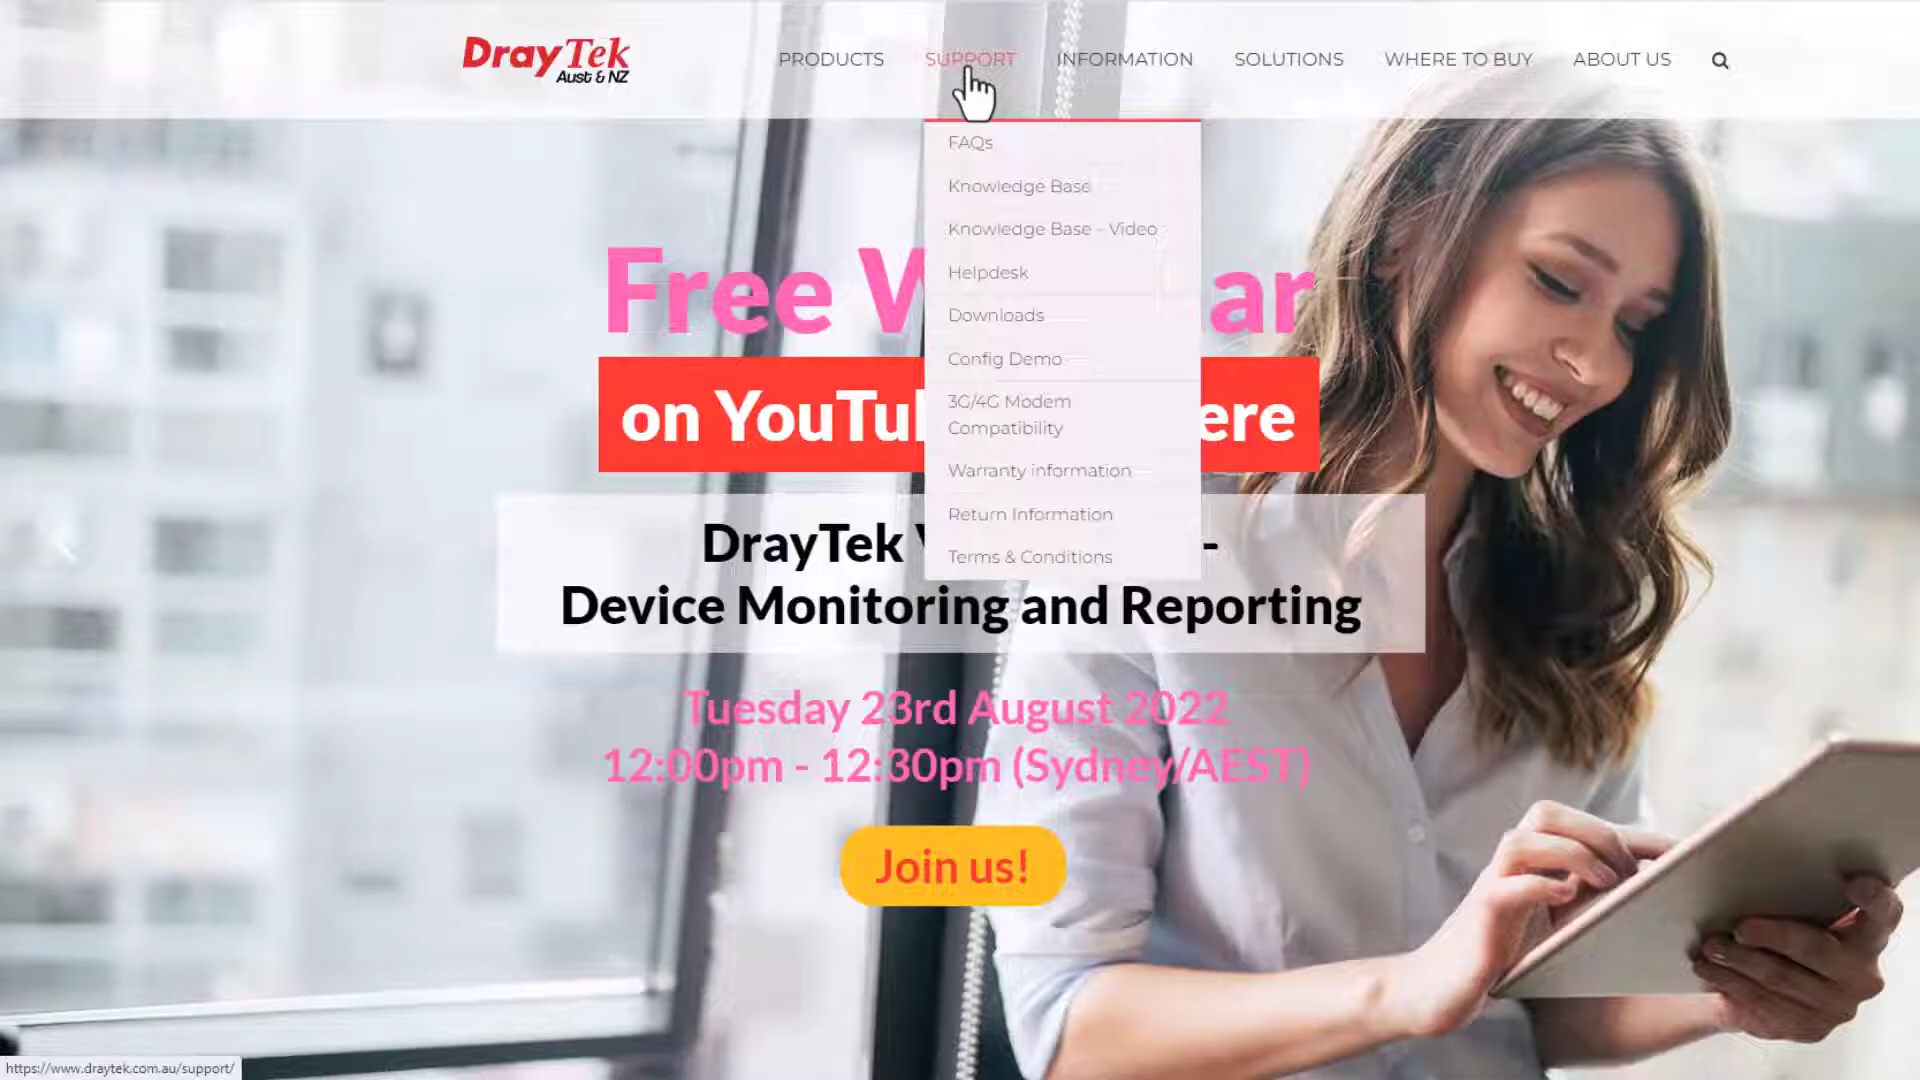 DrayTek
Aust & NZ
PRODUCTS
SUPPORT
INFORMATION
SOLUTIONS
WHERE TO BUY
ABOUT US
FAQs
Knowledge Base
Knowledge Base - Video
Helpdesk
Downloads
Config Demo
3G/4G Modem
Compatibility
Warranty information
Return Information
Terms & Conditions
Free
on
DrayTek -
Device Monitoring and Reporting
Tuesday 23rd August 2022
12:00pm - 12:30pm (Sydney/AEST)
Join us!
https://www.draytek.com.au/support/